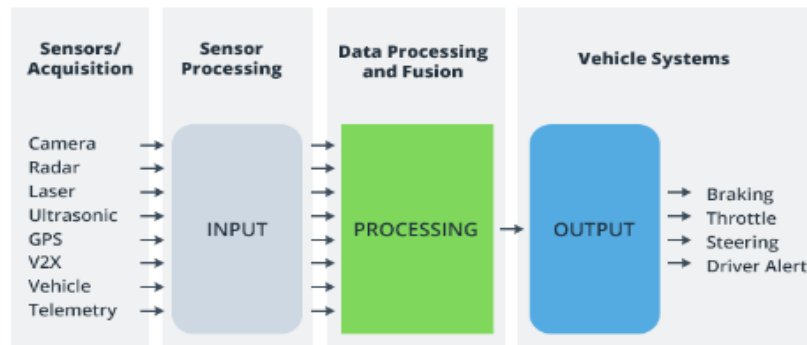 Sensors/
Acquisition
Sensor
Processing
Data Processing
and Fusion
Vehicle Systems
Camera
Radar
Laser
Ultrasonic
GPS
V2X
Vehicle
Telemetry
INPUT
PROCESSING
OUTPUT
Braking
Throttle
Steering
Driver Alert